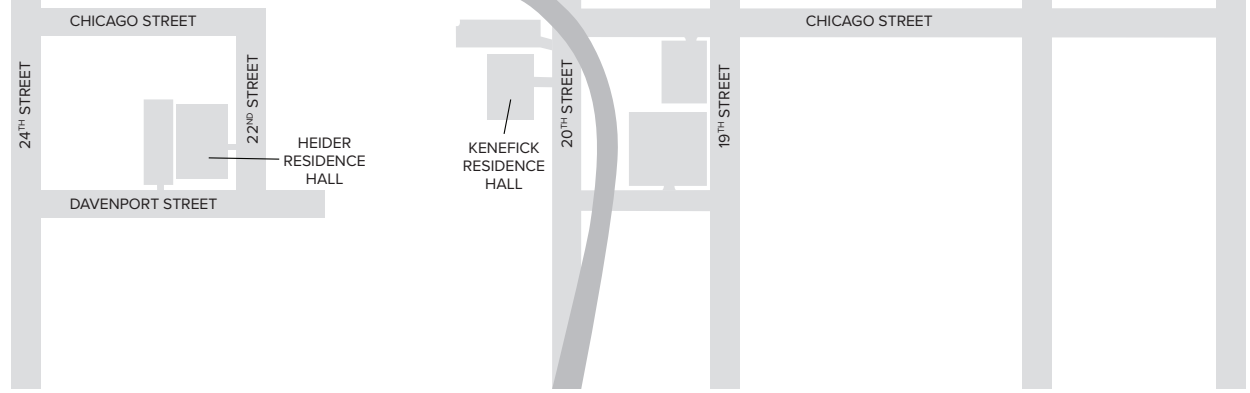 CHICAGO STREET
CHICAGO STREET
24TH STREET
22ND STREET
20TH STREET
19TH STREET
HEIDER
RESIDENCE
HALL
KENEFICK
RESIDENCE
HALL
DAVENPORT STREET